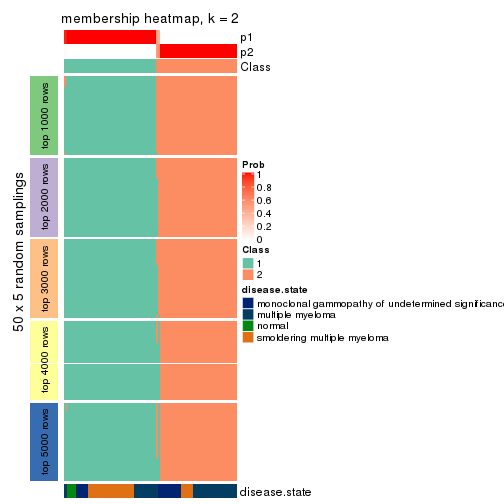 membership heatmap, k = 2
p1
p2
Class
50 x 5 random samplings
top 1000 rows
top 2000 rows
top 3000 rows
top 4000 rows
top 5000 rows
Prob
1
0.8
0.6
0.4
0.2
0
Class
1
2
disease.state
monoclonal gammopathy of undetermined significance
multiple myeloma
normal
smoldering multiple myeloma
disease.state